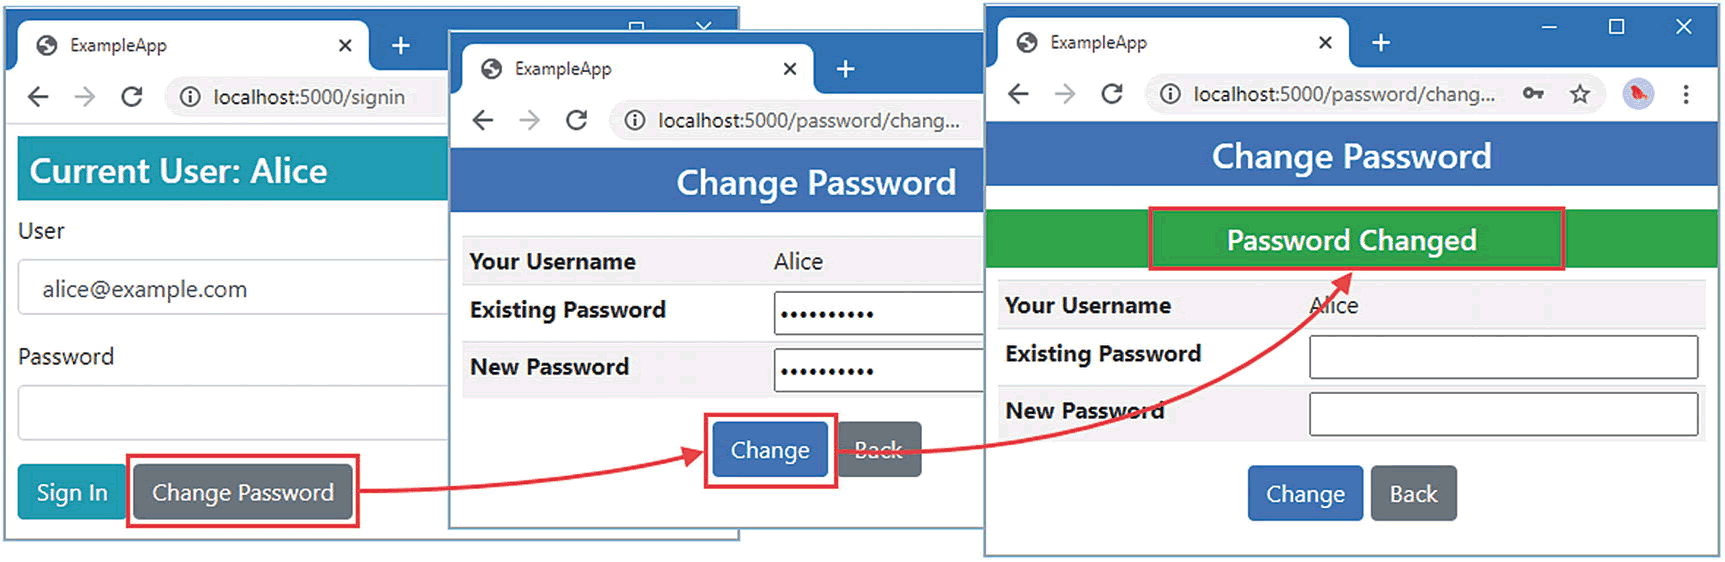 ExampleApp
localhost:5000/signin
Current User: Alice
User
alice@example.com
Password
Sign In
Change Password
ExampleApp
localhost:5000/password/chang...
Change Password
Your Username Alice
Existing Password ••••••••••
New Password ••••••••••
Change Back
ExampleApp
localhost:5000/password/chang...
Change Password
Password Changed
Your Username Alice
Existing Password
New Password
Change Back